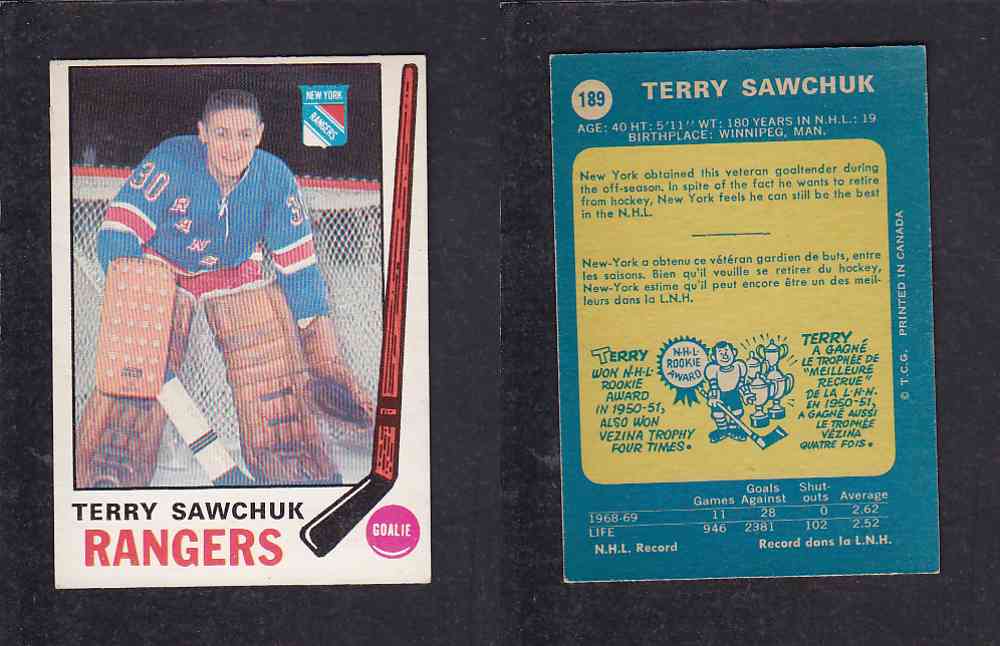 NEW YORK
RANGERS
30
30
RANG
TERRY SAWCHUK
RANGERS
GOALIE
189
TERRY SAWCHUK
AGE: 40 HT: 5'11'' WT: 180 YEARS IN N.H.L.: 19
BIRTHPLACE: WINNIPEG, MAN.
New York obtained this veteran goaltender during
the off-season. In spite of the fact he wants to retire
from hockey, New York feels he can still be the best
in the N.H.L.
New-York a obtenu ce vétéran gardien de buts, entre
les saisons. Bien qu'il veuille se retirer du hockey,
New-York estime qu'il peut encore être un des meil-
leurs dans la L.N.H.
TERRY
WON N·H·L·
ROOKIE
AWARD
IN 1950-51,
ALSO WON
VEZINA TROPHY
FOUR TIMES.
N·H·L
ROOKIE
AWARD
TERRY
A GAGNÉ
LE TROPHÉE DE
"MEILLEURE
RECRUE"
DE LA L·H·N.
EN 1950-51,
A GAGNÉ AUSSI
LE TROPHÉE
VÉZINA
QUATRE FOIS.
© T.C.G. PRINTED IN CANADA
Games Goals Against Shut-outs Average
1968-69 11 28 0 2.62
LIFE 946 2381 102 2.52
N.H.L. Record Record dans la L.N.H.